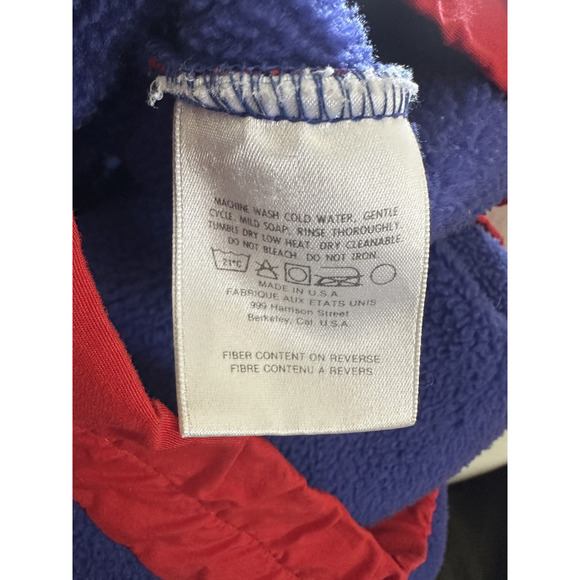 MACHINE WASH COLD WATER, GENTLE
CYCLE. MILD SOAP. RINSE THOROUGHLY.
TUMBLE DRY LOW HEAT. DRY CLEANABLE.
DO NOT BLEACH. DO NOT IRON.
21°C
MADE IN U.S.A.
FABRIQUE AUX ETATS UNIS
999 Harrison Street
Berkeley, Cal. U.S.A.
FIBER CONTENT ON REVERSE
FIBRE CONTENU A REVERS